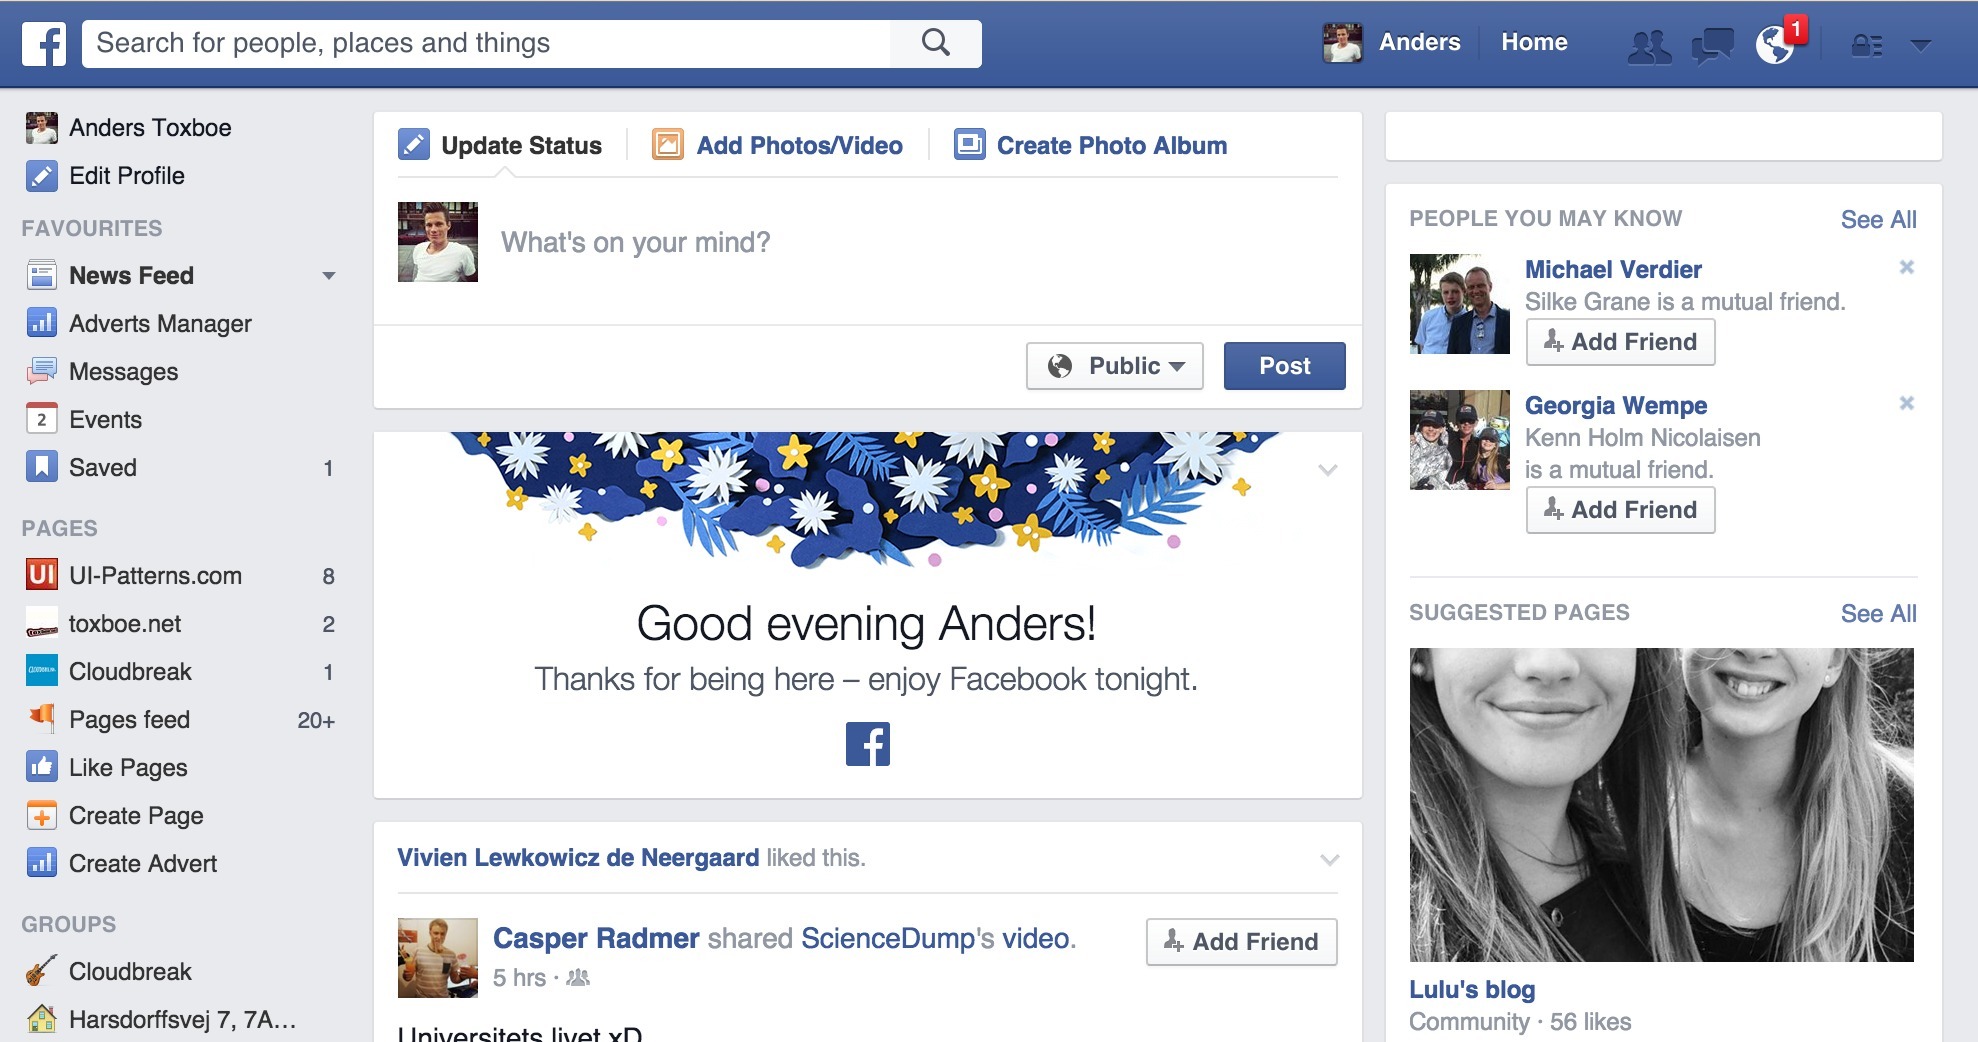 Search for people, places and things
Anders
Home
1
Anders Toxboe
Edit Profile
FAVOURITES
News Feed
Adverts Manager
Messages
2
Events
Saved 1
PAGES
UI UI-Patterns.com 8
toxboe.net 2
Cloudbreak 1
Pages feed 20+
Like Pages
Create Page
Create Advert
GROUPS
Cloudbreak
Harsdorffsvej 7, 7A...
Update Status
Add Photos/Video
Create Photo Album
What's on your mind?
Public
Post
Good evening Anders!
Thanks for being here – enjoy Facebook tonight.
Vivien Lewkowicz de Neergaard liked this.
Casper Radmer shared ScienceDump's video.
5 hrs ·
Add Friend
Universitets livet xD
PEOPLE YOU MAY KNOW See All
Michael Verdier
Silke Grane is a mutual friend.
Add Friend
Georgia Wempe
Kenn Holm Nicolaisen
is a mutual friend.
Add Friend
SUGGESTED PAGES See All
Lulu's blog
Community · 56 likes